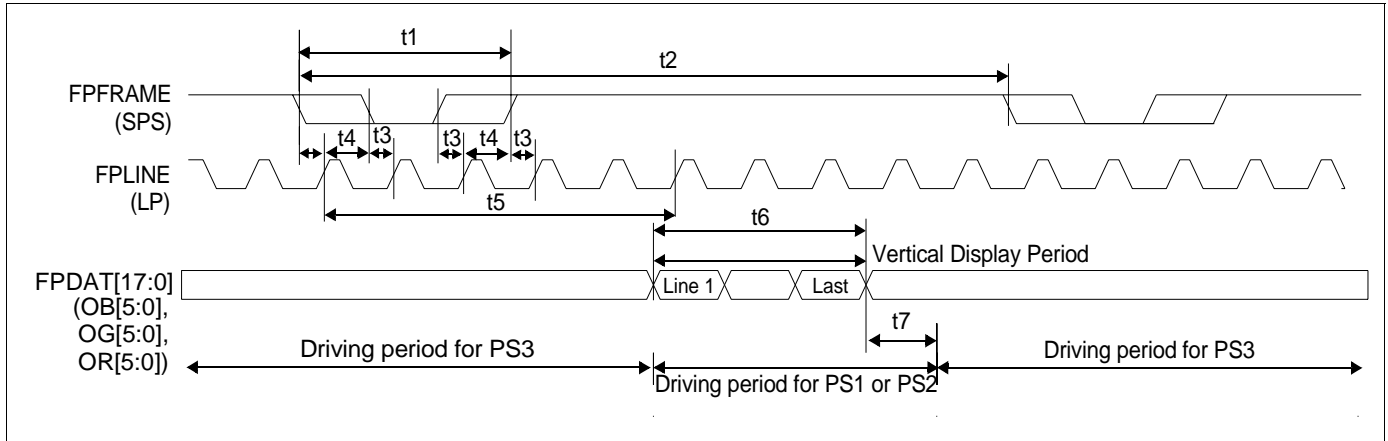 t1
t2
FPFRAME
(SPS)
t4 t3 t3 t4 t3
FPLINE
(LP)
t5
t6
Vertical Display Period
FPDAT[17:0]
(OB[5:0],
OG[5:0],
OR[5:0])
Line 1 Last
t7
Driving period for PS3
Driving period for PS1 or PS2
Driving period for PS3